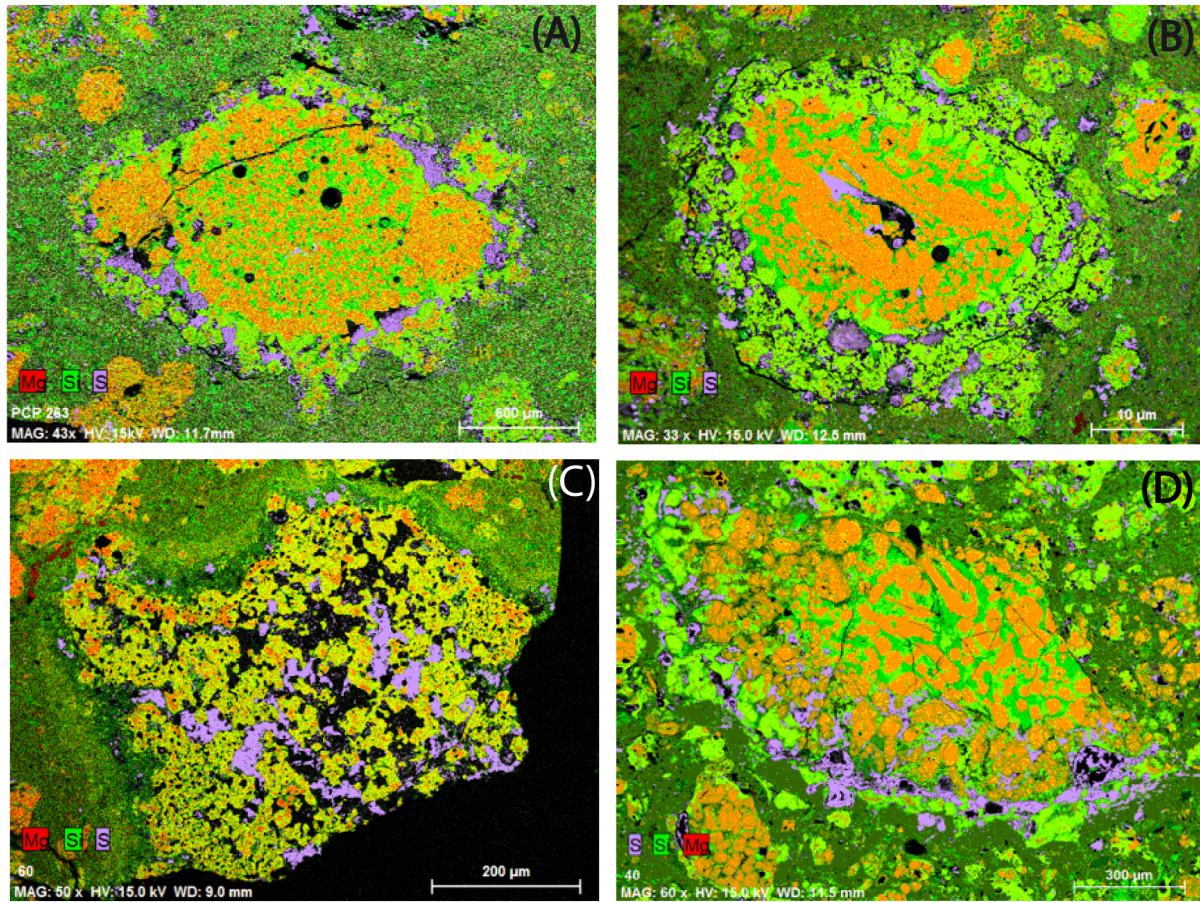 (A)
Mg Si S
PCP 263
600 µm
MAG: 43x HV: 15kV WD: 11.7mm
(B)
Mg Si S
10 µm
MAG: 33 x HV: 15.0 kV WD: 12.5 mm
(C)
Mg Si S
60
200 µm
MAG: 50 x HV: 15.0 kV WD: 9.0 mm
(D)
S Si Mg
40
300 µm
MAG: 60 x HV: 15.0 kV WD: 11.5 mm